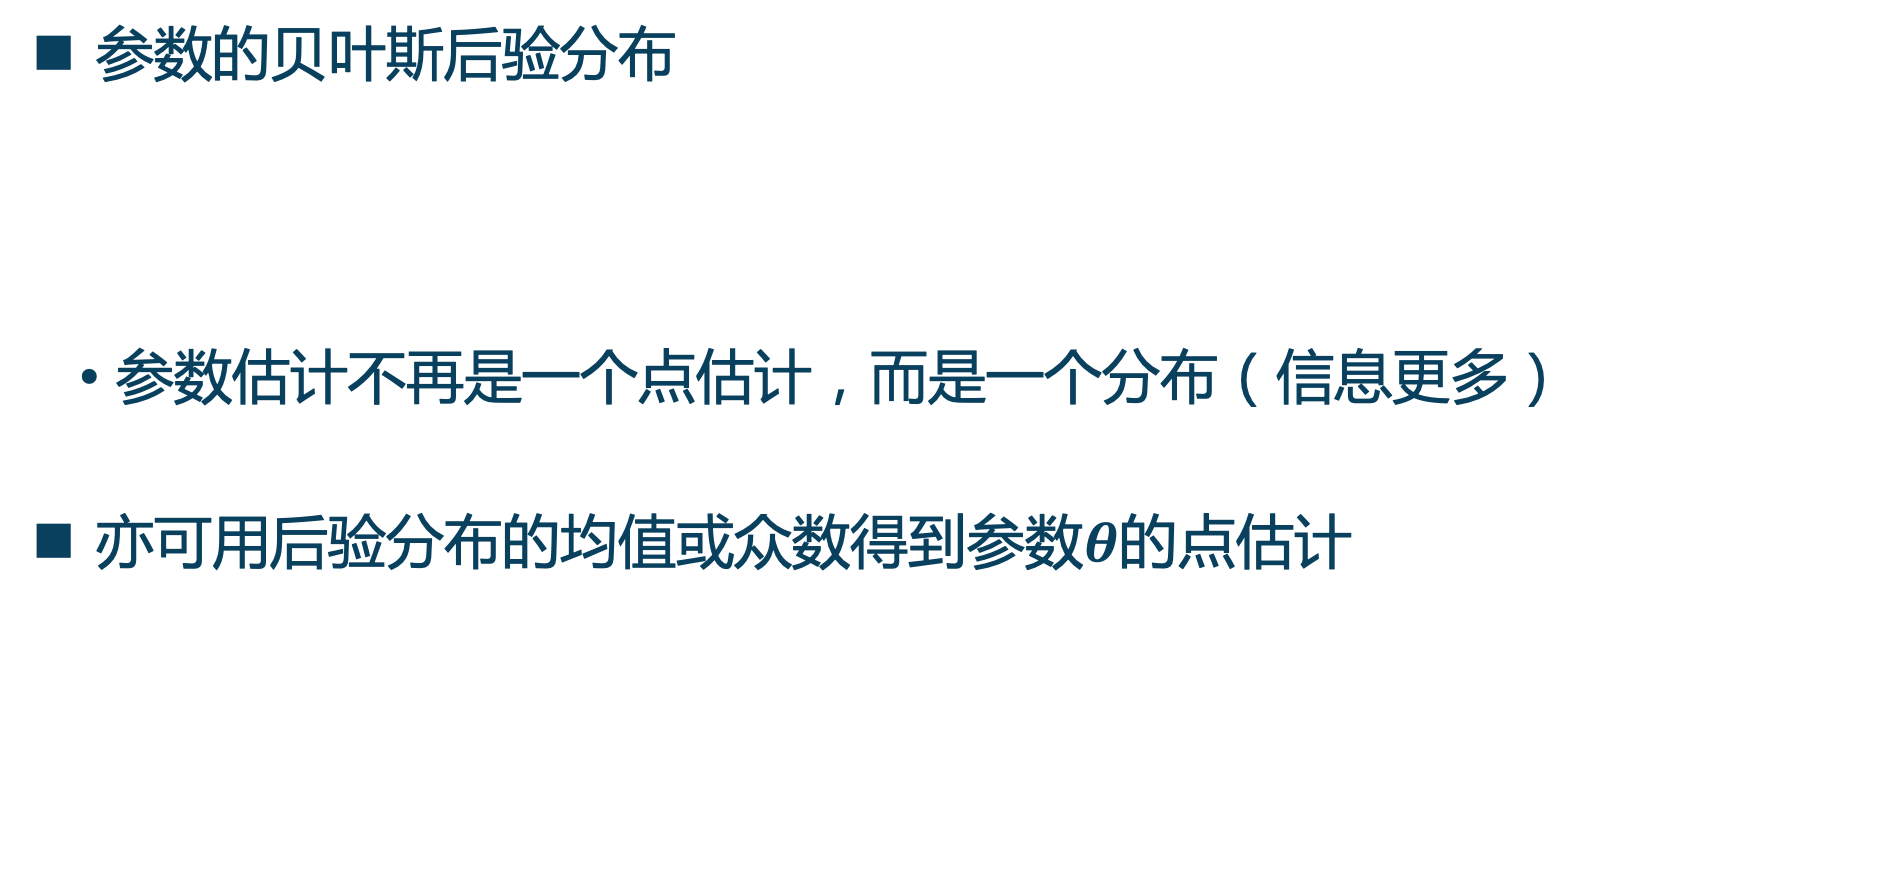 ■ 参数的贝叶斯后验分布
• 参数估计不再是一个点估计，而是一个分布（信息更多）
■ 亦可用后验分布的均值或众数得到参数θ的点估计